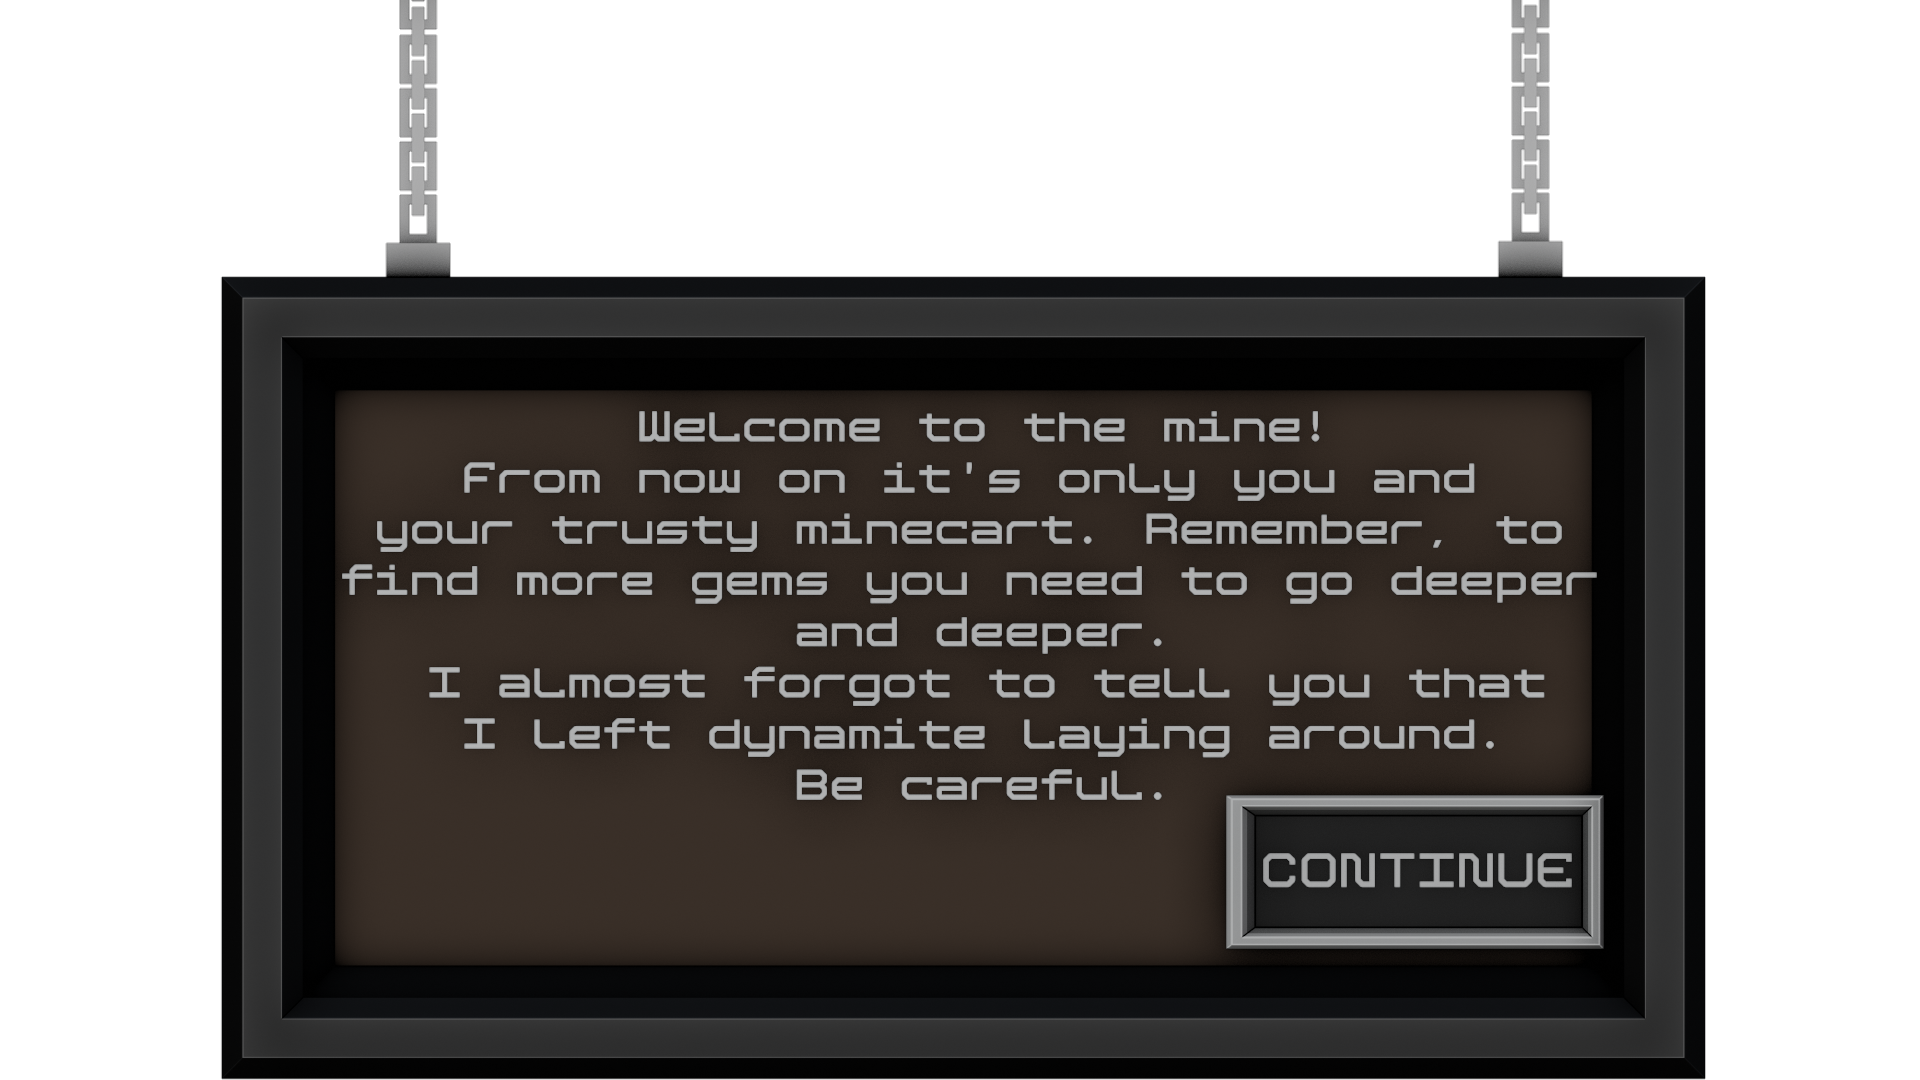 Welcome to the mine!
From now on it's only you and
your trusty minecart. Remember, to
find more gems you need to go deeper
and deeper.
I almost forgot to tell you that
I left dynamite laying around.
Be careful.
CONTINUE